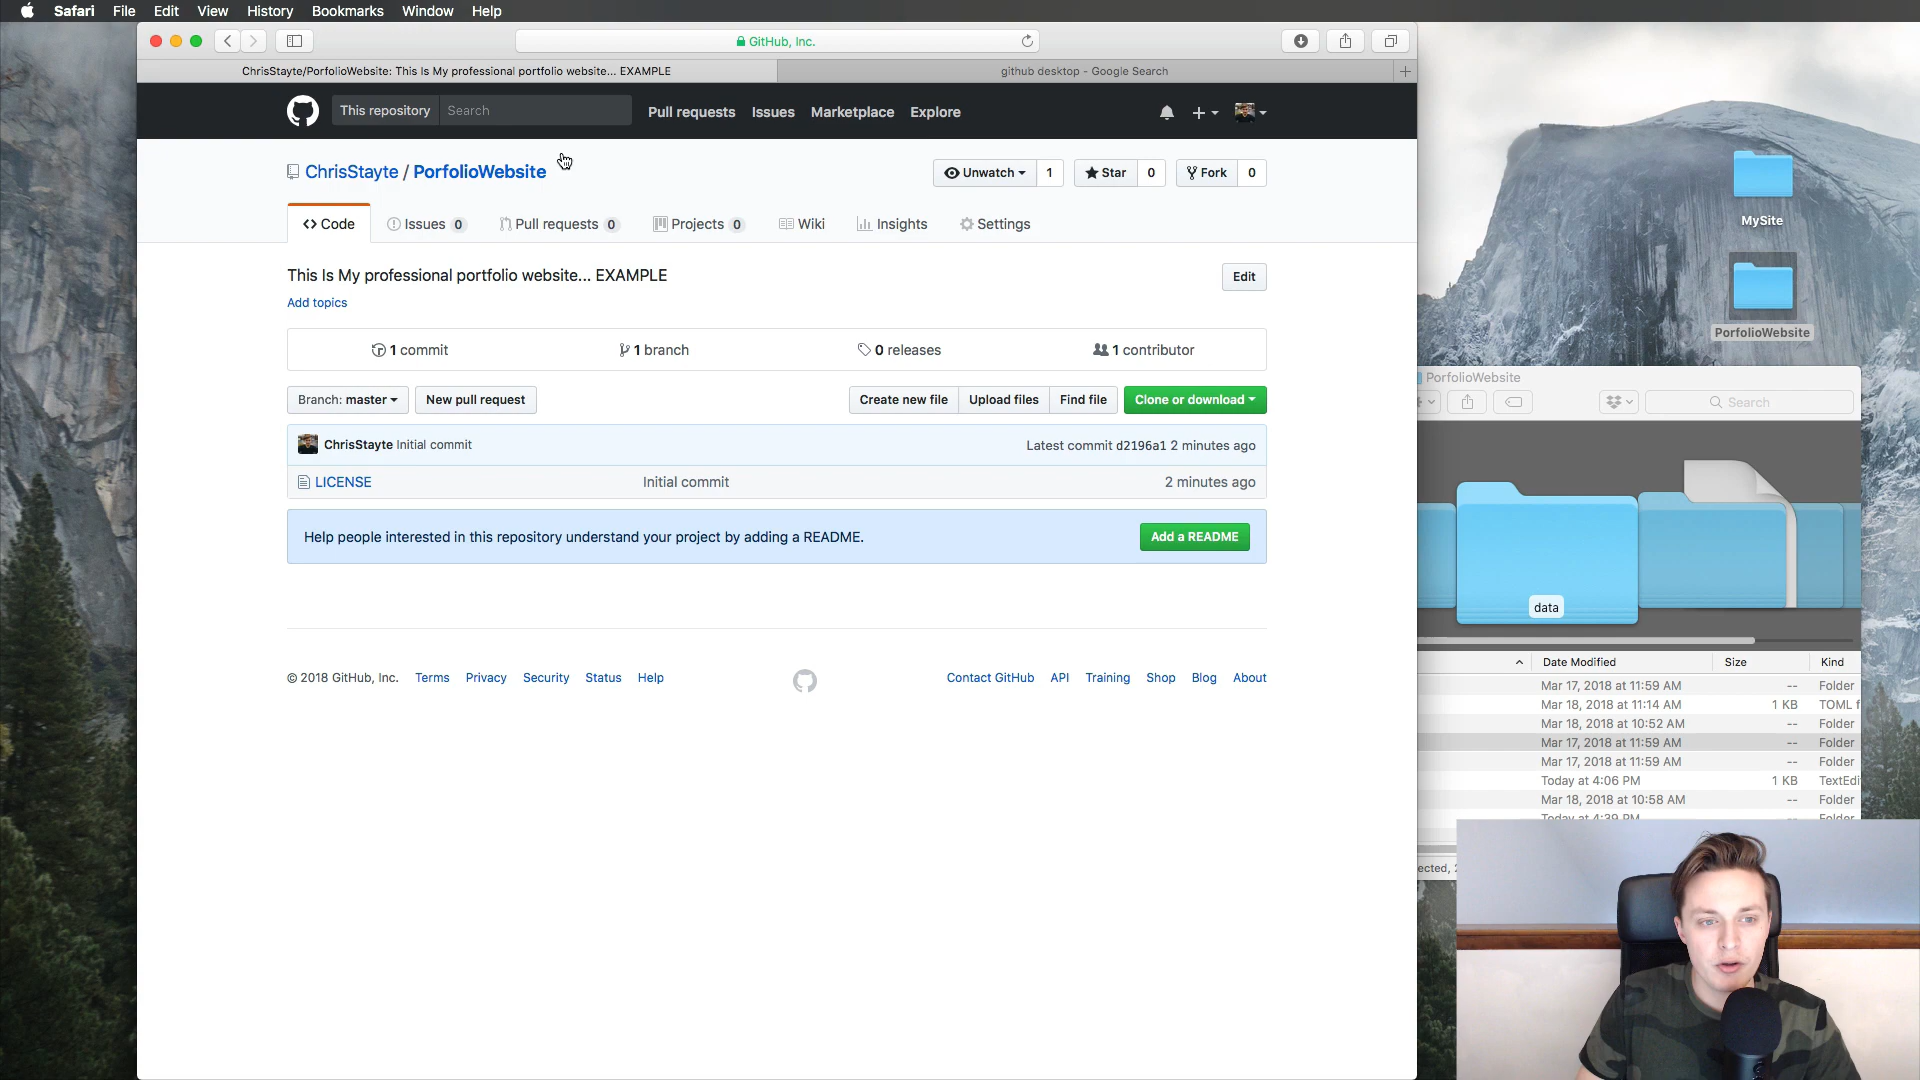 Safari File Edit View History Bookmarks Window Help
GitHub, Inc.
ChrisStayte/PorfolioWebsite: This Is My professional portfolio website... EXAMPLE
github desktop - Google Search
This repository Search Pull requests Issues Marketplace Explore
ChrisStayte / PorfolioWebsite
Unwatch 1 Star 0 Fork 0
Code Issues 0 Pull requests 0 Projects 0 Wiki Insights Settings
This Is My professional portfolio website... EXAMPLE
Edit
Add topics
1 commit 1 branch 0 releases 1 contributor
Branch: master New pull request Create new file Upload files Find file Clone or download
ChrisStayte Initial commit Latest commit d2196a1 2 minutes ago
LICENSE Initial commit 2 minutes ago
Help people interested in this repository understand your project by adding a README. Add a README
© 2018 GitHub, Inc. Terms Privacy Security Status Help
Contact GitHub API Training Shop Blog About
MySite
PorfolioWebsite
PorfolioWebsite
Search
data
Date Modified Size Kind
Mar 17, 2018 at 11:59 AM -- Folder
Mar 18, 2018 at 11:14 AM 1 KB TOML f
Mar 18, 2018 at 10:52 AM -- Folder
Mar 17, 2018 at 11:59 AM -- Folder
Mar 17, 2018 at 11:59 AM -- Folder
Today at 4:06 PM 1 KB TextEdi
Mar 18, 2018 at 10:58 AM -- Folder
Today at 4:39 PM -- Folder
ected,